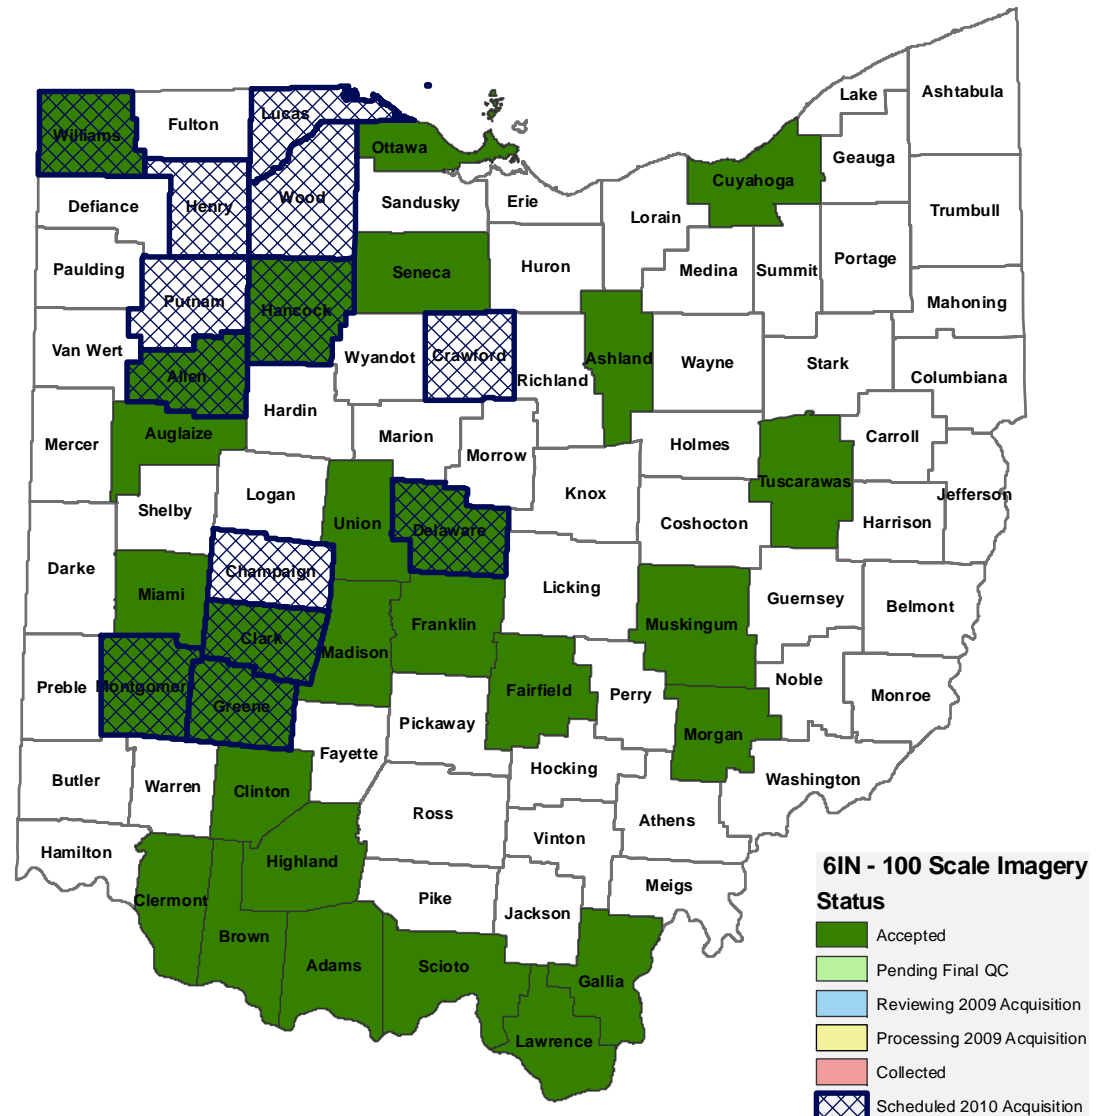 Ashtabula
Lake
Fulton
Lucas
Williams
Ottawa
Geauga
Cuyahoga
Defiance
Henry
Wood
Sandusky
Erie
Lorain
Trumbull
Paulding
Seneca
Huron
Medina
Summit
Portage
Putnam
Hancock
Mahoning
Van Wert
Allen
Wyandot
Crawford
Richland
Ashland
Wayne
Stark
Columbiana
Hardin
Mercer
Auglaize
Marion
Morrow
Holmes
Carroll
Logan
Knox
Tuscarawas
Jefferson
Shelby
Union
Delaware
Coshocton
Harrison
Darke
Champaign
Licking
Guernsey
Belmont
Miami
Clark
Madison
Franklin
Muskingum
Preble
Montgomer
Greene
Fairfield
Perry
Noble
Monroe
Pickaway
Morgan
Fayette
Hocking
Butler
Warren
Clinton
Washington
Ross
Vinton
Athens
Hamilton
Highland
Clermont
Pike
Jackson
Meigs
Brown
Adams
Scioto
Gallia
Lawrence
6IN - 100 Scale Imagery
Status
Accepted
Pending Final QC
Reviewing 2009 Acquisition
Processing 2009 Acquisition
Collected
Scheduled 2010 Acquisition